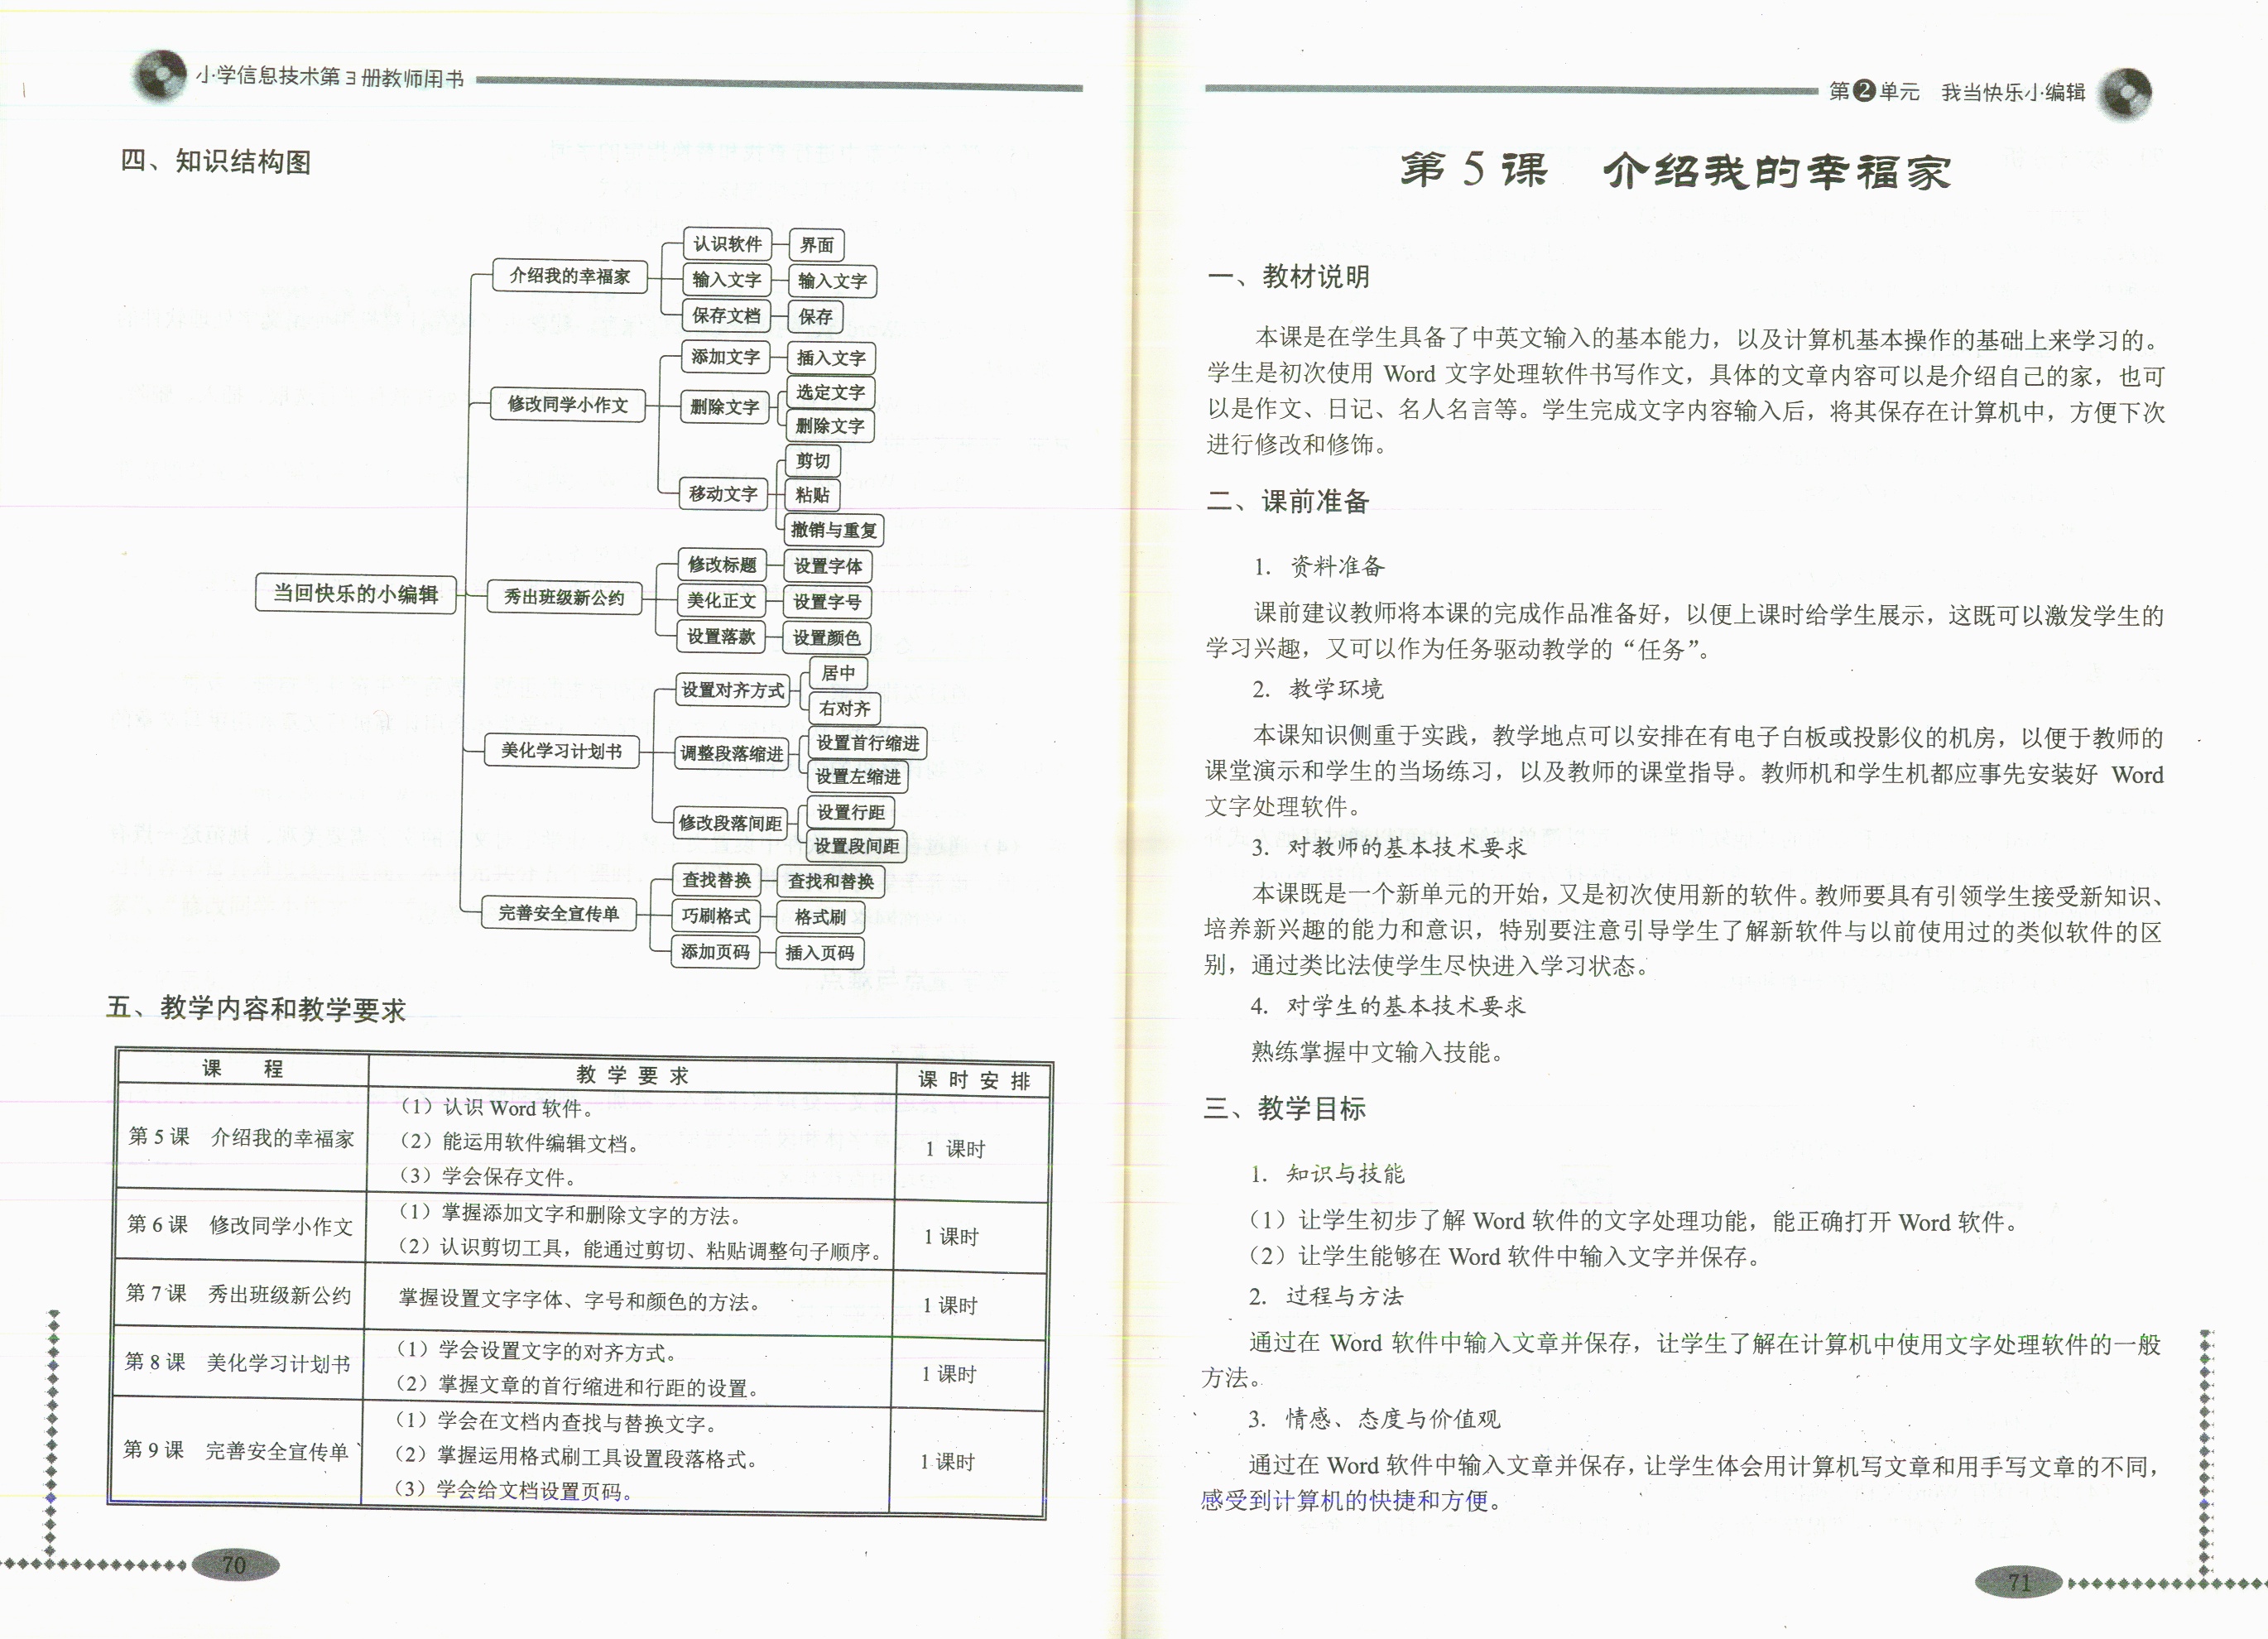 小学信息技术第3册教师用书
四、知识结构图
当回快乐的小编辑
介绍我的幸福家
认识软件
界面
输入文字
输入文字
保存文档
保存
修改同学小作文
添加文字
插入文字
删除文字
选定文字
删除文字
移动文字
剪切
粘贴
撤销与重复
秀出班级新公约
修改标题
设置字体
美化正文
设置字号
设置落款
设置颜色
美化学习计划书
设置对齐方式
居中
右对齐
调整段落缩进
设置首行缩进
设置左缩进
修改段落间距
设置行距
设置段间距
完善安全宣传单
查找替换
查找和替换
巧刷格式
格式刷
添加页码
插入页码
五、教学内容和教学要求
课 程 教 学 要 求 课 时 安 排
第 5 课 介绍我的幸福家
(1)认识 Word 软件。
(2)能运用软件编辑文档。
(3)学会保存文件。
1 课时
第 6 课 修改同学小作文
(1)掌握添加文字和删除文字的方法。
(2)认识剪切工具,能通过剪切、粘贴调整句子顺序。
1 课时
第 7 课 秀出班级新公约
掌握设置文字字体、字号和颜色的方法。
1 课时
第 8 课 美化学习计划书
(1)学会设置文字的对齐方式。
(2)掌握文章的首行缩进和行距的设置。
1 课时
第 9 课 完善安全宣传单
(1)学会在文档内查找与替换文字。
(2)掌握运用格式刷工具设置段落格式。
(3)学会给文档设置页码。
1 课时
70
第2单元 我当快乐小编辑
第 5 课 介绍我的幸福家
一、教材说明
本课是在学生具备了中英文输入的基本能力,以及计算机基本操作的基础上来学习的。
学生是初次使用 Word 文字处理软件书写作文,具体的文章内容可以是介绍自己的家,也可
以是作文、日记、名人名言等。学生完成文字内容输入后,将其保存在计算机中,方便下次
进行修改和修饰。
二、课前准备
1. 资料准备
课前建议教师将本课的完成作品准备好,以便上课时给学生展示,这既可以激发学生的
学习兴趣,又可以作为任务驱动教学的“任务”。
2. 教学环境
本课知识侧重于实践,教学地点可以安排在有电子白板或投影仪的机房,以便于教师的
课堂演示和学生的当场练习,以及教师的课堂指导。教师机和学生机都应事先安装好 Word
文字处理软件。
3. 对教师的基本技术要求
本课既是一个新单元的开始,又是初次使用新的软件。教师要具有引领学生接受新知识、
培养新兴趣的能力和意识,特别要注意引导学生了解新软件与以前使用过的类似软件的区
别,通过类比法使学生尽快进入学习状态。
4. 对学生的基本技术要求
熟练掌握中文输入技能。
三、教学目标
1. 知识与技能
(1)让学生初步了解 Word 软件的文字处理功能,能正确打开 Word 软件。
(2)让学生能够在 Word 软件中输入文字并保存。
2. 过程与方法
通过在 Word 软件中输入文章并保存,让学生了解在计算机中使用文字处理软件的一般
方法。
3. 情感、态度与价值观
通过在 Word 软件中输入文章并保存,让学生体会用计算机写文章和用手写文章的不同,
感受到计算机的快捷和方便。
71